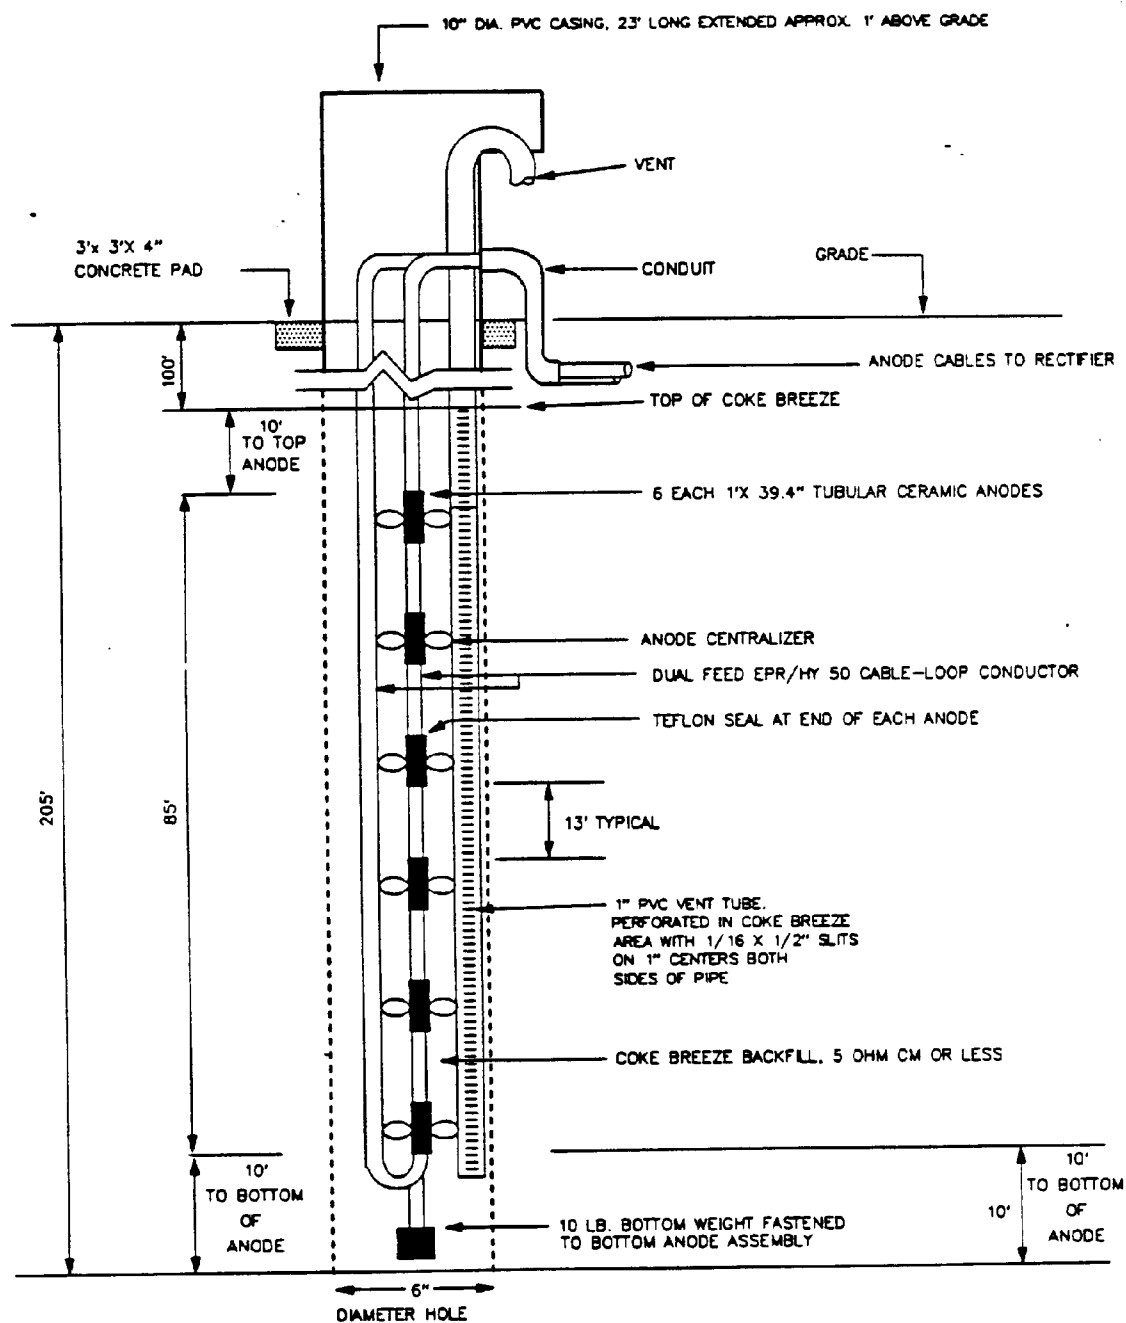 10" DIA. PVC CASING, 23' LONG EXTENDED APPROX. 1' ABOVE GRADE
VENT
3'x 3'X 4"
CONCRETE PAD
CONDUIT
GRADE
ANODE CABLES TO RECTIFIER
100'
TOP OF COKE BREEZE
10'
TO TOP
ANODE
6 EACH 1'X 39.4" TUBULAR CERAMIC ANODES
ANODE CENTRALIZER
DUAL FEED EPR/HY 50 CABLE-LOOP CONDUCTOR
TEFLON SEAL AT END OF EACH ANODE
205'
85'
13' TYPICAL
1" PVC VENT TUBE.
PERFORATED IN COKE BREEZE
AREA WITH 1/16 X 1/2" SLITS
ON 1" CENTERS BOTH
SIDES OF PIPE
COKE BREEZE BACKFILL, 5 OHM CM OR LESS
10'
TO BOTTOM
OF
ANODE
10 LB. BOTTOM WEIGHT FASTENED
TO BOTTOM ANODE ASSEMBLY
10'
10'
TO BOTTOM
OF
ANODE
6"
DIAMETER HOLE